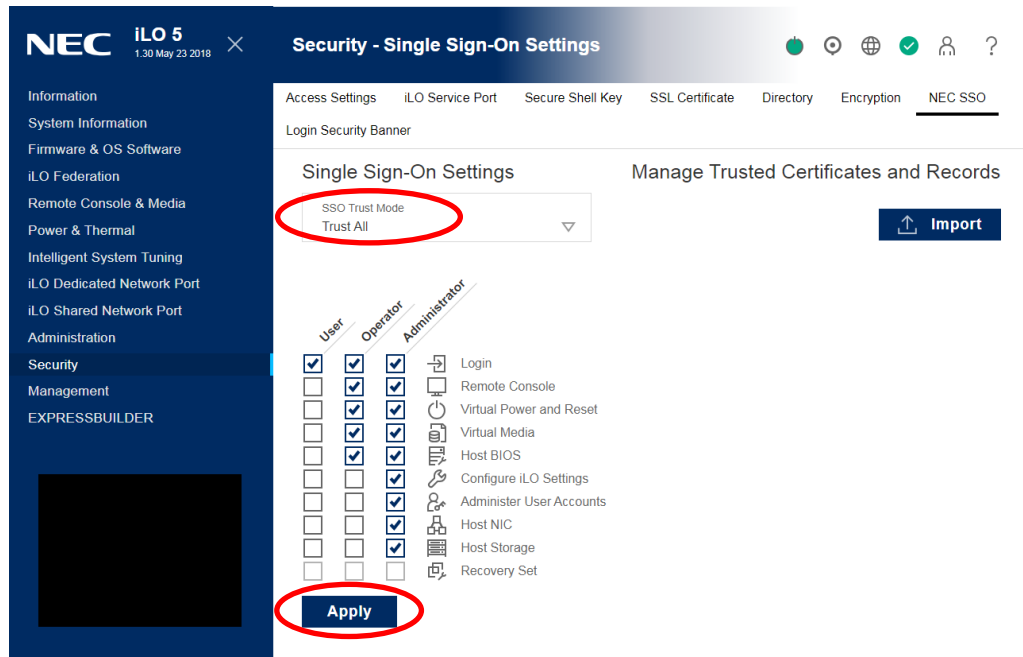 NEC
iLO 5
1.30 May 23 2018
Security - Single Sign-On Settings
?
Information
System Information
Firmware & OS Software
iLO Federation
Remote Console & Media
Power & Thermal
Intelligent System Tuning
iLO Dedicated Network Port
iLO Shared Network Port
Administration
Security
Management
EXPRESSBUILDER
Access Settings iLO Service Port Secure Shell Key SSL Certificate Directory Encryption NEC SSO
Login Security Banner
Single Sign-On Settings
Manage Trusted Certificates and Records
SSO Trust Mode
Trust All
Import
User Operator Administrator
Login
Remote Console
Virtual Power and Reset
Virtual Media
Host BIOS
Configure iLO Settings
Administer User Accounts
Host NIC
Host Storage
Recovery Set
Apply